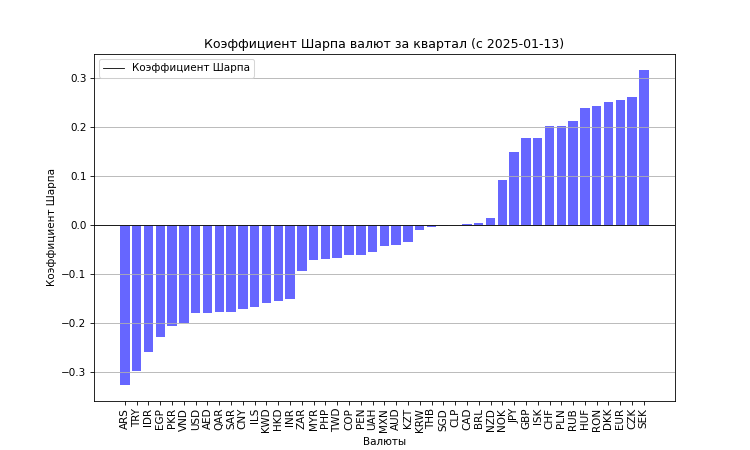 Коэффициент Шарпа валют за квартал (с 2025-01-13)
Коэффициент Шарпа
Коэффициент Шарпа
0.3
0.2
0.1
0.0
−0.1
−0.2
−0.3
ARS TRY IDR EGP PKR VND USD AED QAR SAR CNY ILS KWD HKD INR ZAR MYR PHP TWD COP PEN UAH MXN AUD KZT KRW THB SGD CLP CAD BRL NZD NOK JPY GBP ISK CHF PLN RUB HUF RON DKK EUR CZK SEK
Валюты